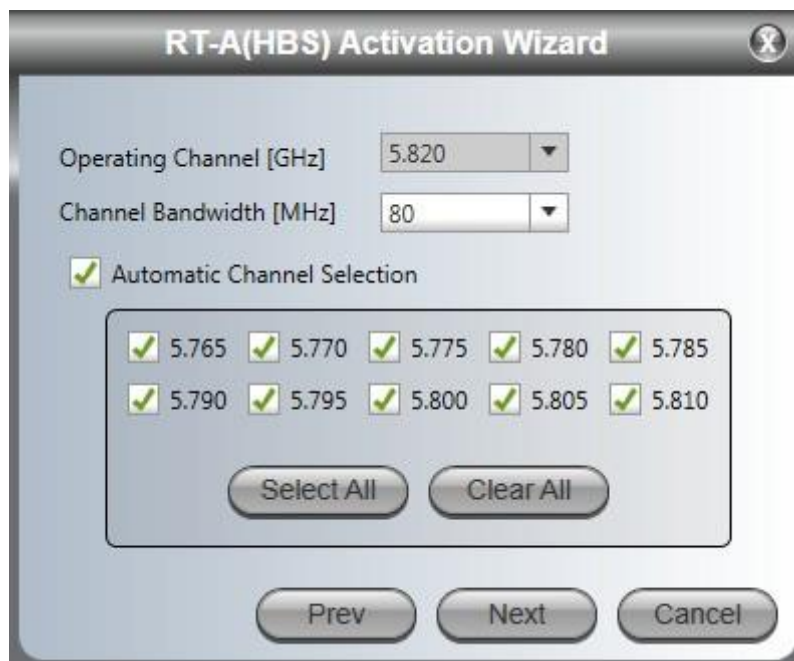 RT-A(HBS) Activation Wizard X
Operating Channel [GHz] 5.820
Channel Bandwidth [MHz] 80
Automatic Channel Selection
5.765 5.770 5.775 5.780 5.785
5.790 5.795 5.800 5.805 5.810
Select All Clear All
Prev Next Cancel